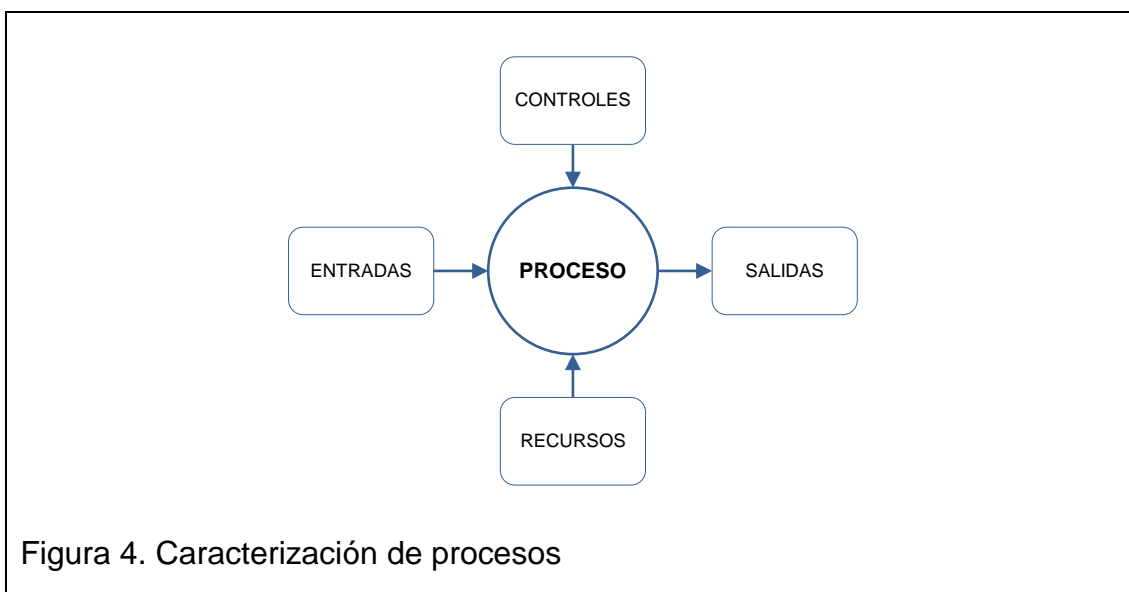 CONTROLES
ENTRADAS
PROCESO
SALIDAS
RECURSOS
Figura 4. Caracterización de procesos